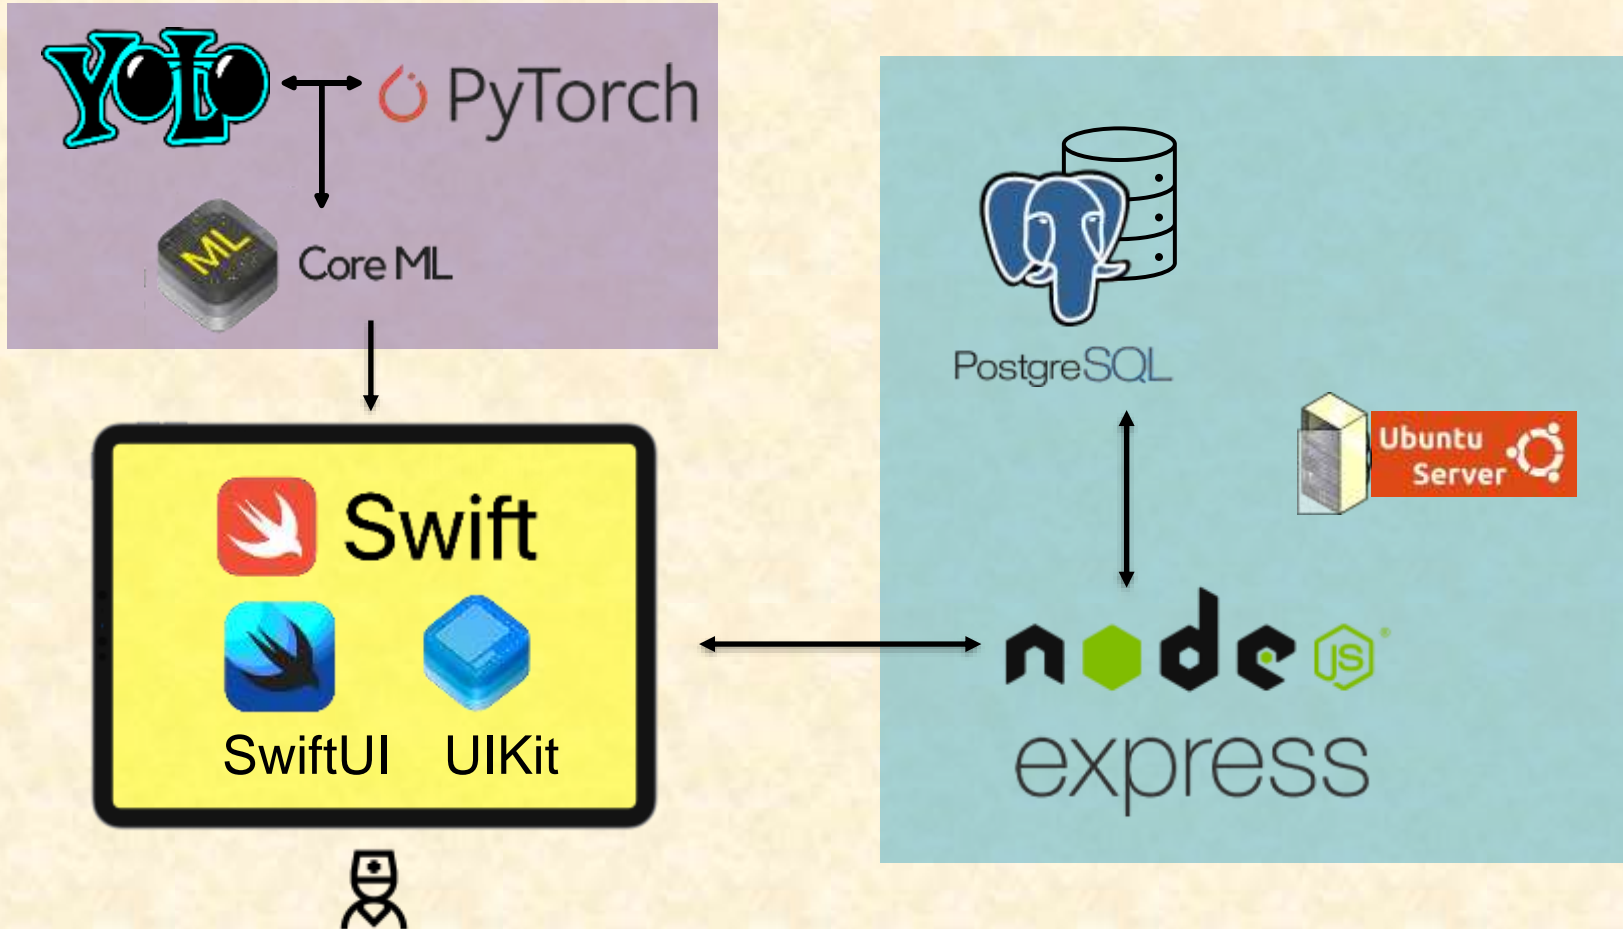 YOLO
PyTorch
ML
Core ML
Swift
SwiftUI
UIKit
PostgreSQL
Ubuntu
Server
node
JS
®
express